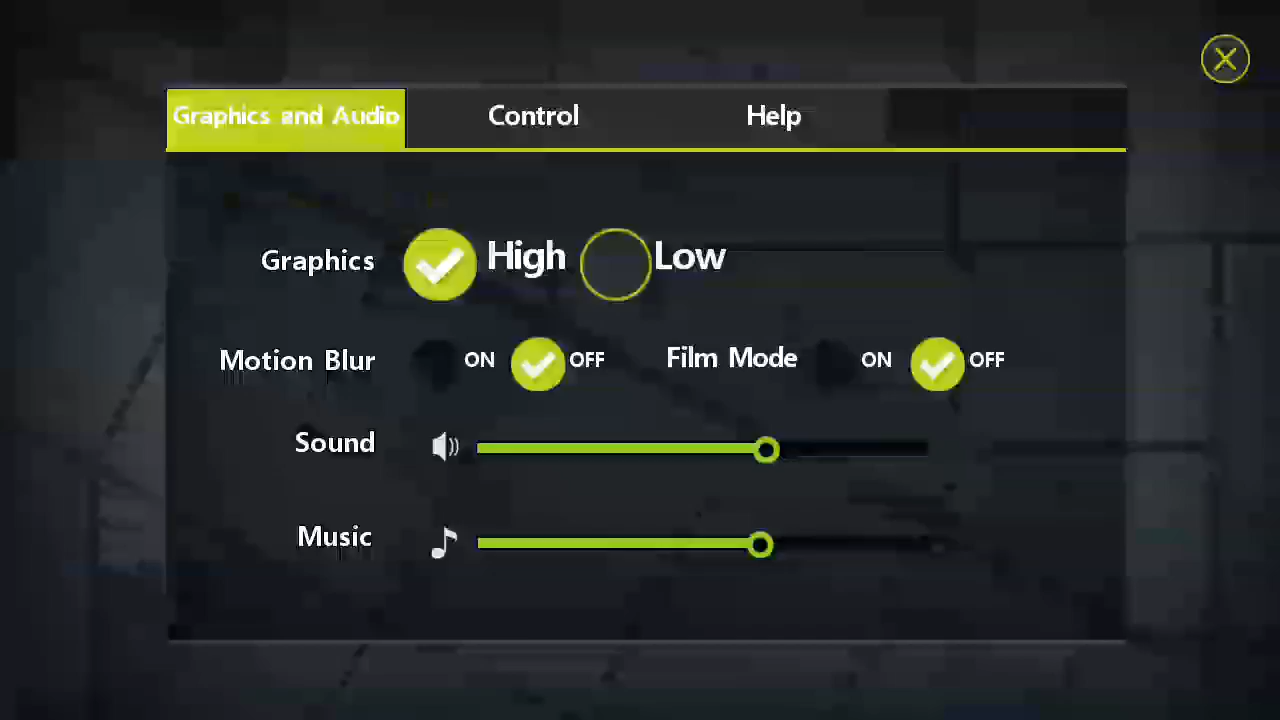 Graphics and Audio Control Help
Graphics High Low
Motion Blur ON OFF Film Mode ON OFF
Sound
Music